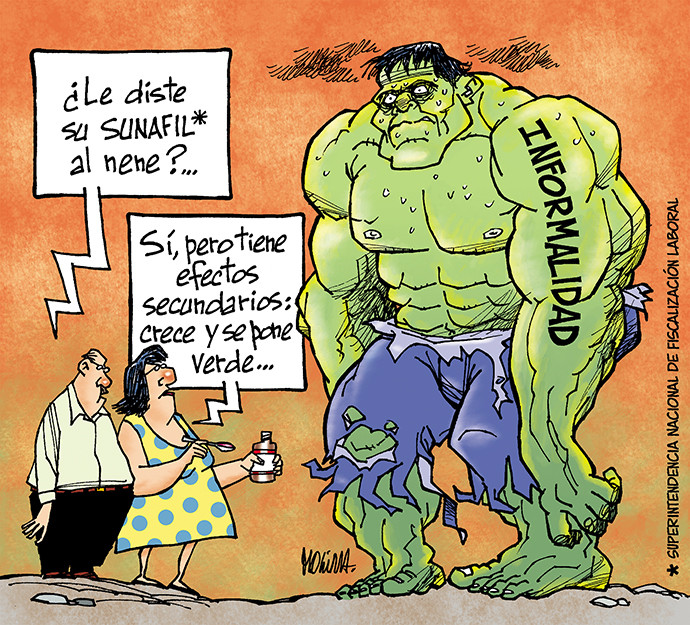 ¿Le diste
su SUNAFIL*
al nene?...
Sí, pero tiene
efectos
secundarios:
crece y se pone
verde...
INFORMALIDAD
MOLINA.
* SUPERINTENDENCIA NACIONAL DE FISCALIZACIÓN LABORAL